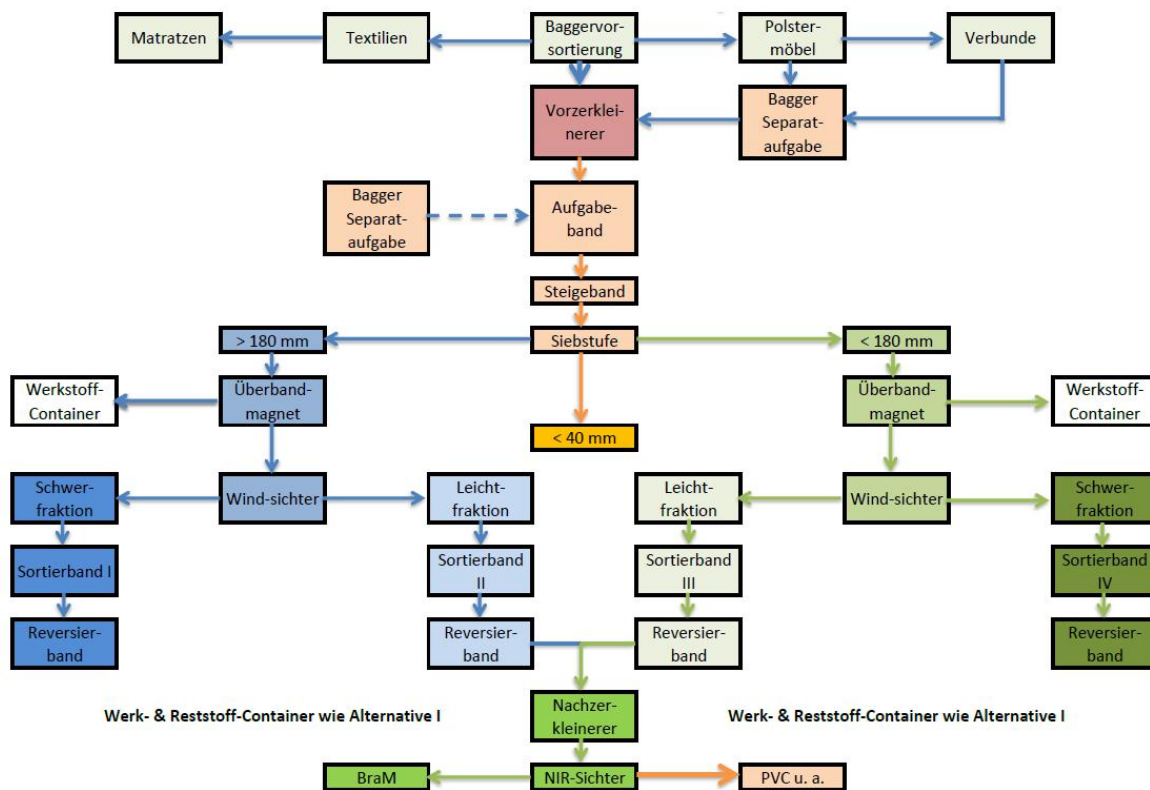 Matratzen
Textilien
Baggervor-
sortierung
Polster-
möbel
Verbunde
Vorzerklei-
nerer
Bagger
Separat-
aufgabe
Bagger
Separat-
aufgabe
Aufgabe-
band
Steigeband
> 180 mm
Siebstufe
< 180 mm
Werkstoff-
Container
Überband-
magnet
< 40 mm
Überband-
magnet
Werkstoff-
Container
Schwer-
fraktion
Wind-sichter
Leicht-
fraktion
Leicht-
fraktion
Wind-sichter
Schwer-
fraktion
Sortierband I
Sortierband
II
Sortierband
III
Sortierband
IV
Reversier-
band
Reversier-
band
Reversier-
band
Reversier-
band
Werk- & Reststoff-Container wie Alternative I
Nachzer-
kleinerer
Werk- & Reststoff-Container wie Alternative I
BraM
NIR-Sichter
PVC u. a.